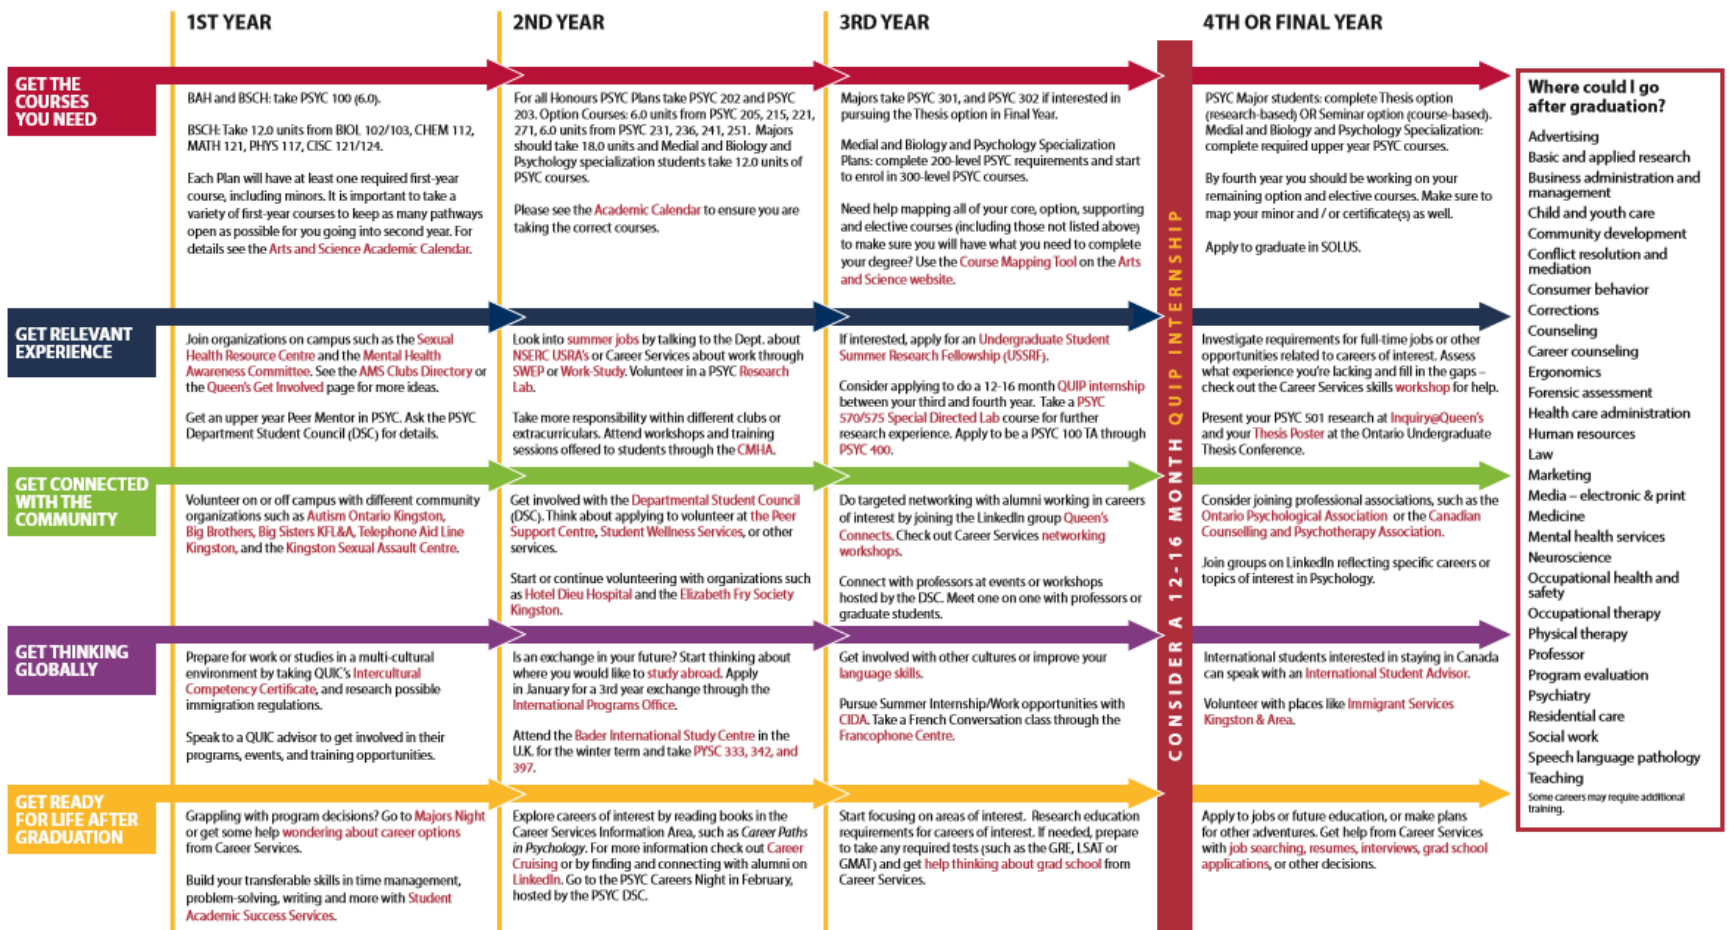 1ST YEAR
2ND YEAR
3RD YEAR
4TH OR FINAL YEAR
GET THE
COURSES
YOU NEED
BAH and BSCH: take PSYC 100 (6.0).
BSCH: Take 12.0 units from BIOL 102/103, CHEM 112,
MATH 121, PHYS 117, CISC 121/124.
Each Plan will have at least one required first-year
course, including minors. It is important to take a
variety of first-year courses to keep as many pathways
open as possible for you going into second year. For
details see the Arts and Science Academic Calendar.
For all Honours PSYC Plans take PSYC 202 and PSYC
203. Option Courses: 6.0 units from PSYC 205, 215, 221,
271, 6.0 units from PSYC 231, 236, 241, 251. Majors
should take 18.0 units and Medial and Biology and
Psychology specialization students take 12.0 units of
PSYC courses.
Please see the Academic Calendar to ensure you are
taking the correct courses.
Majors take PSYC 301, and PSYC 302 if interested in
pursuing the Thesis option in Final Year.
Medial and Biology and Psychology Specialization
Plans: complete 200-level PSYC requirements and start
to enrol in 300-level PSYC courses.
Need help mapping all of your core, option, supporting
and elective courses (including those not listed above)
to make sure you will have what you need to complete
your degree? Use the Course Mapping Tool on the Arts
and Science website.
PSYC Major students: complete Thesis option
(research-based) OR Seminar option (course-based).
Medial and Biology and Psychology Specialization:
complete required upper year PSYC courses.
By fourth year you should be working on your
remaining option and elective courses. Make sure to
map your minor and / or certificate(s) as well.
Apply to graduate in SOLUS.
GET RELEVANT
EXPERIENCE
Join organizations on campus such as the Sexual
Health Resource Centre and the Mental Health
Awareness Committee. See the AMS Clubs Directory or
the Queen's Get Involved page for more ideas.
Get an upper year Peer Mentor in PSYC. Ask the PSYC
Department Student Council (DSC) for details.
Look into summer jobs by talking to the Dept. about
NSERC USRA's or Career Services about work through
SWEP or Work-Study. Volunteer in a PSYC Research
Lab.
Take more responsibility within different clubs or
extracurriculars. Attend workshops and training
sessions offered to students through the CMHA.
If interested, apply for an Undergraduate Student
Summer Research Fellowship (USSRF).
Consider applying to do a 12-16 month QUIP internship
between your third and fourth year. Take a PSYC
570/575 Special Directed Lab course for further
research experience. Apply to be a PSYC 100 TA through
PSYC 400.
Investigate requirements for full-time jobs or other
opportunities related to careers of interest. Assess
what experience you're lacking and fill in the gaps –
check out the Career Services skills workshop for help.
Present your PSYC 501 research at Inquiry@Queen's
and your Thesis Poster at the Ontario Undergraduate
Thesis Conference.
GET CONNECTED
WITH THE
COMMUNITY
Volunteer on or off campus with different community
organizations such as Autism Ontario Kingston,
Big Brothers, Big Sisters KFL&A, Telephone Aid Line
Kingston, and the Kingston Sexual Assault Centre.
Get involved with the Departmental Student Council
(DSC). Think about applying to volunteer at the Peer
Support Centre, Student Wellness Services, or other
services.
Start or continue volunteering with organizations such
as Hotel Dieu Hospital and the Elizabeth Fry Society
Kingston.
Do targeted networking with alumni working in careers
of interest by joining the LinkedIn group Queen's
Connects. Check out Career Services networking
workshops.
Connect with professors at events or workshops
hosted by the DSC. Meet one on one with professors or
graduate students.
Consider joining professional associations, such as the
Ontario Psychological Association or the Canadian
Counselling and Psychotherapy Association.
Join groups on LinkedIn reflecting specific careers or
topics of interest in Psychology.
GET THINKING
GLOBALLY
Prepare for work or studies in a multi-cultural
environment by taking QUIC's Intercultural
Competency Certificate, and research possible
immigration regulations.
Speak to a QUIC advisor to get involved in their
programs, events, and training opportunities.
Is an exchange in your future? Start thinking about
where you would like to study abroad. Apply
in January for a 3rd year exchange through the
International Programs Office.
Attend the Bader International Study Centre in the
U.K. for the winter term and take PYSC 333, 342, and
397.
Get involved with other cultures or improve your
language skills.
Pursue Summer Internship/Work opportunities with
CIDA. Take a French Conversation class through the
Francophone Centre.
International students interested in staying in Canada
can speak with an International Student Advisor.
Volunteer with places like Immigrant Services
Kingston & Area.
GET READY
FOR LIFE AFTER
GRADUATION
Grappling with program decisions? Go to Majors Night
or get some help wondering about career options
from Career Services.
Build your transferable skills in time management,
problem-solving, writing and more with Student
Academic Success Services.
Explore careers of interest by reading books in the
Career Services Information Area, such as Career Paths
in Psychology. For more information check out Career
Cruising or by finding and connecting with alumni on
LinkedIn. Go to the PSYC Careers Night in February,
hosted by the PSYC DSC.
Start focusing on areas of interest. Research education
requirements for careers of interest. If needed, prepare
to take any required tests (such as the GRE, LSAT or
GMAT) and get help thinking about grad school from
Career Services.
Apply to jobs or future education, or make plans
for other adventures. Get help from Career Services
with job searching, resumes, interviews, grad school
applications, or other decisions.
CONSIDER A 12-16 MONTH QUIP INTERNSHIP
Where could I go
after graduation?
Advertising
Basic and applied research
Business administration and
management
Child and youth care
Community development
Conflict resolution and
mediation
Consumer behavior
Corrections
Counseling
Career counseling
Ergonomics
Forensic assessment
Health care administration
Human resources
Law
Marketing
Media – electronic & print
Medicine
Mental health services
Neuroscience
Occupational health and
safety
Occupational therapy
Physical therapy
Professor
Program evaluation
Psychiatry
Residential care
Social work
Speech language pathology
Teaching
Some careers may require additional
training.